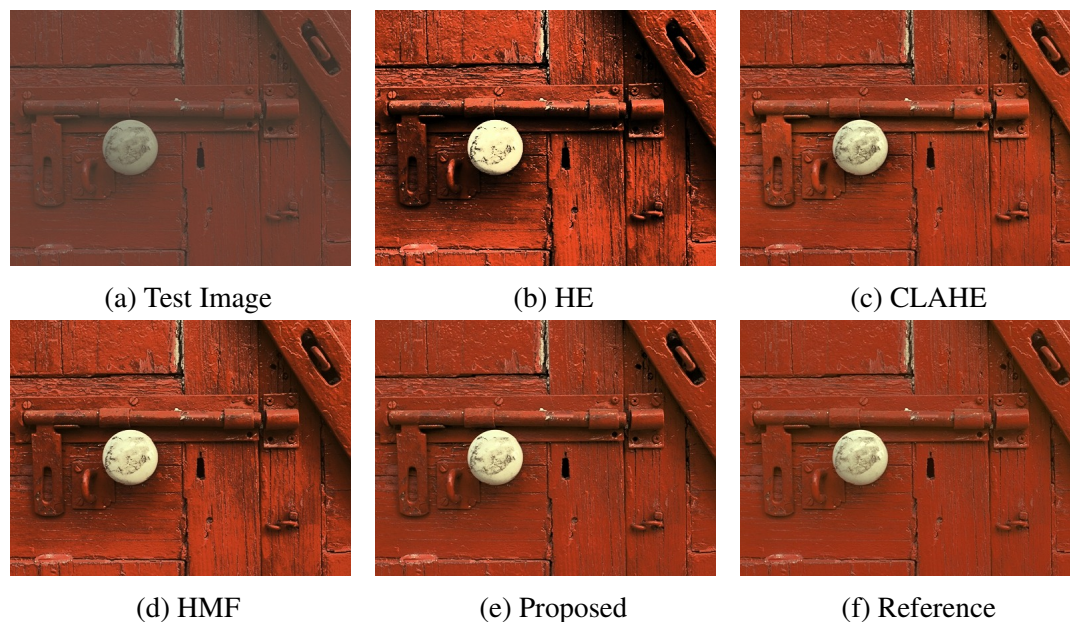 (a) Test Image
(b) HE
(c) CLAHE
(d) HMF
(e) Proposed
(f) Reference